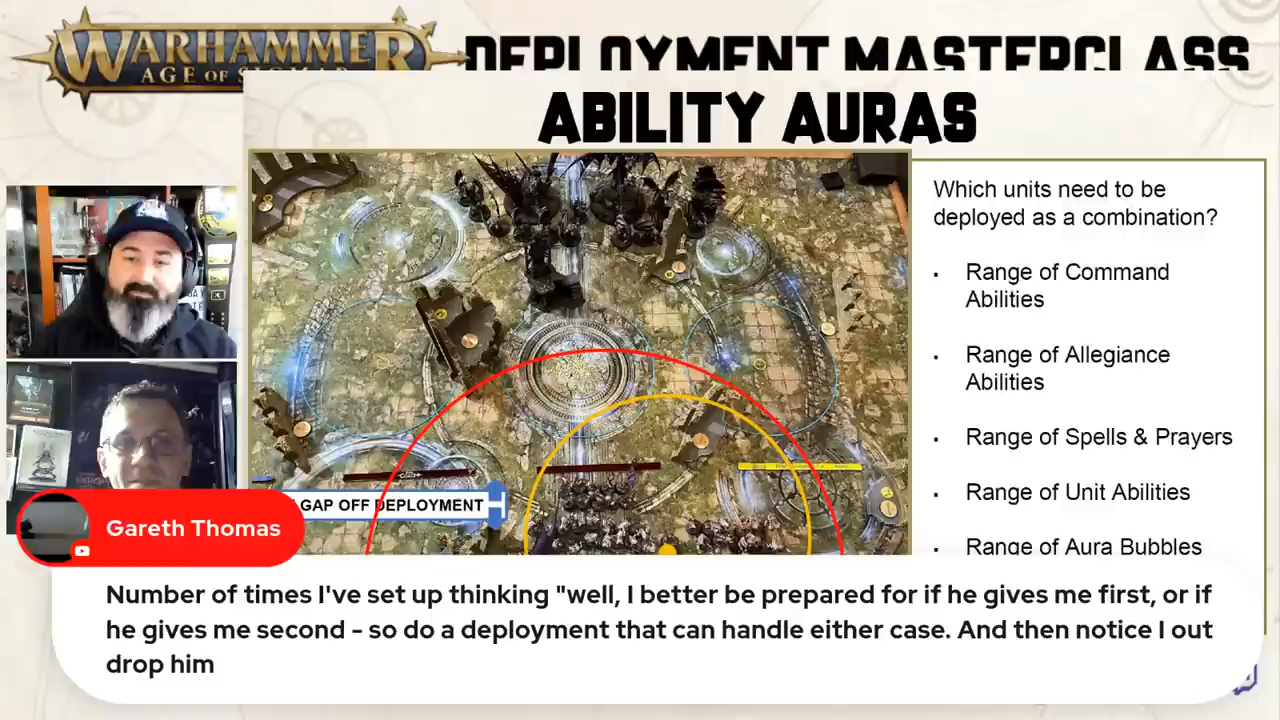 WARHAMMER
AGE OF SIGMAR
DEPLOYMENT MASTERCLASS
ABILITY AURAS
Which units need to be
deployed as a combination?
▪ Range of Command
Abilities
▪ Range of Allegiance
Abilities
▪ Range of Spells & Prayers
▪ Range of Unit Abilities
▪ Range of Aura Bubbles
GAP OFF DEPLOYMENT
Gareth Thomas
Number of times I've set up thinking "well, I better be prepared for if he gives me first, or if
he gives me second - so do a deployment that can handle either case. And then notice I out
drop him